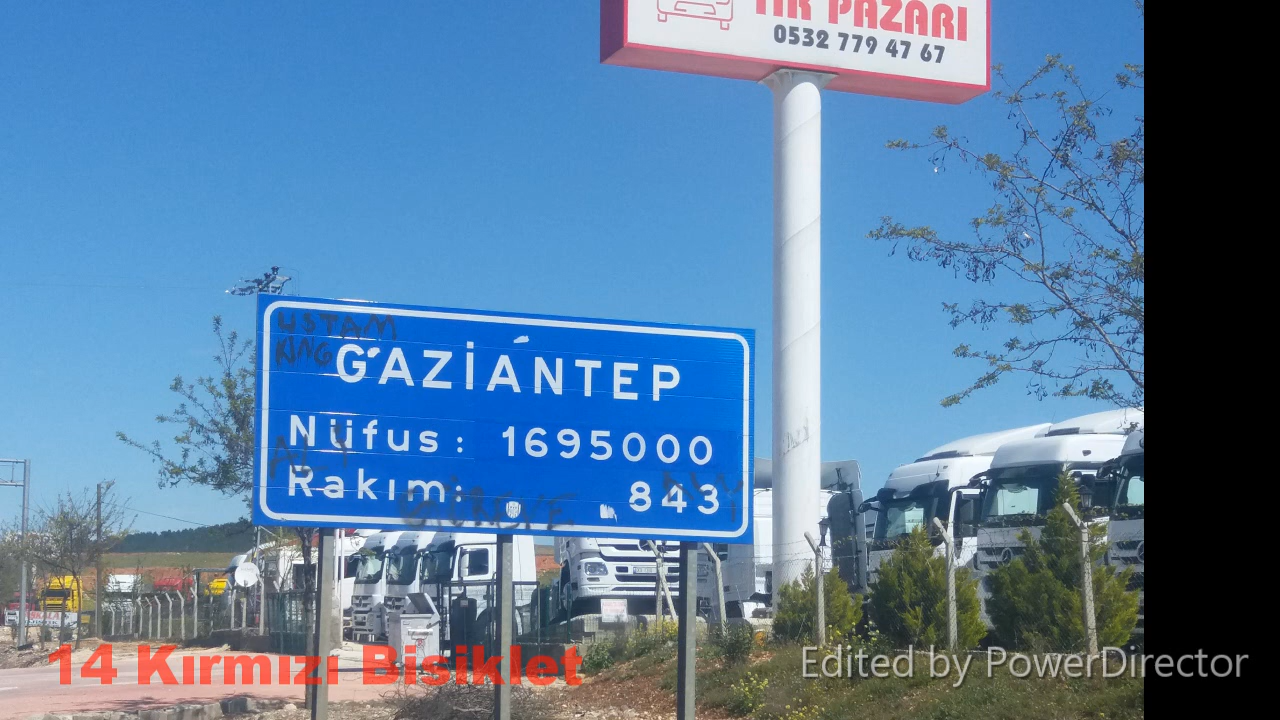 TIR PAZARI
0532 779 47 67
USTAM
KING
GAZİANTEP
Nüfus: 1695000
Rakım: 843
14 Kırmızı Bisiklet
Edited by PowerDirector